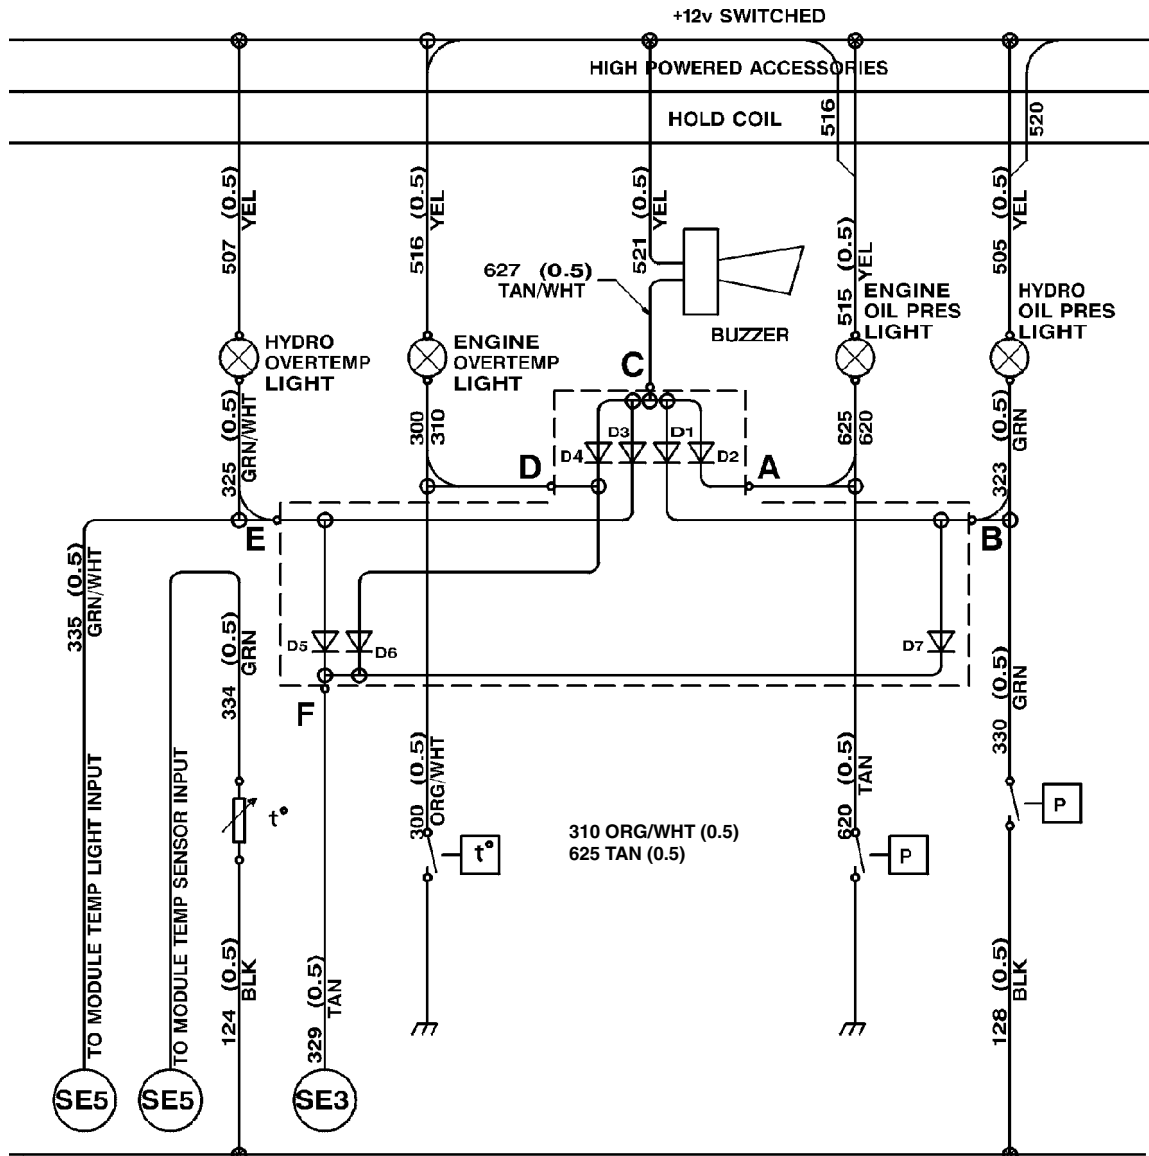 +12v SWITCHED
HIGH POWERED ACCESSORIES
HOLD COIL
516
520
507 (0.5)
YEL
516 (0.5)
YEL
521 (0.5)
YEL
515 (0.5)
YEL
505 (0.5)
YEL
627 (0.5)
TAN/WHT
BUZZER
HYDRO
OVERTEMP
LIGHT
ENGINE
OVERTEMP
LIGHT
ENGINE
OIL PRES
LIGHT
HYDRO
OIL PRES
LIGHT
C
325 (0.5)
GRN/WHT
300
310
625
620
323 (0.5)
GRN
D4
D3
D1
D2
D
A
E
B
335 (0.5)
GRN/WHT
334 (0.5)
GRN
D5
D6
D7
330 (0.5)
GRN
F
300 (0.5)
ORG/WHT
620 (0.5)
TAN
t°
t°
P
P
310 ORG/WHT (0.5)
625 TAN (0.5)
TO MODULE TEMP LIGHT INPUT
TO MODULE TEMP SENSOR INPUT
124 (0.5)
BLK
329 (0.5)
TAN
128 (0.5)
BLK
SE5
SE5
SE3